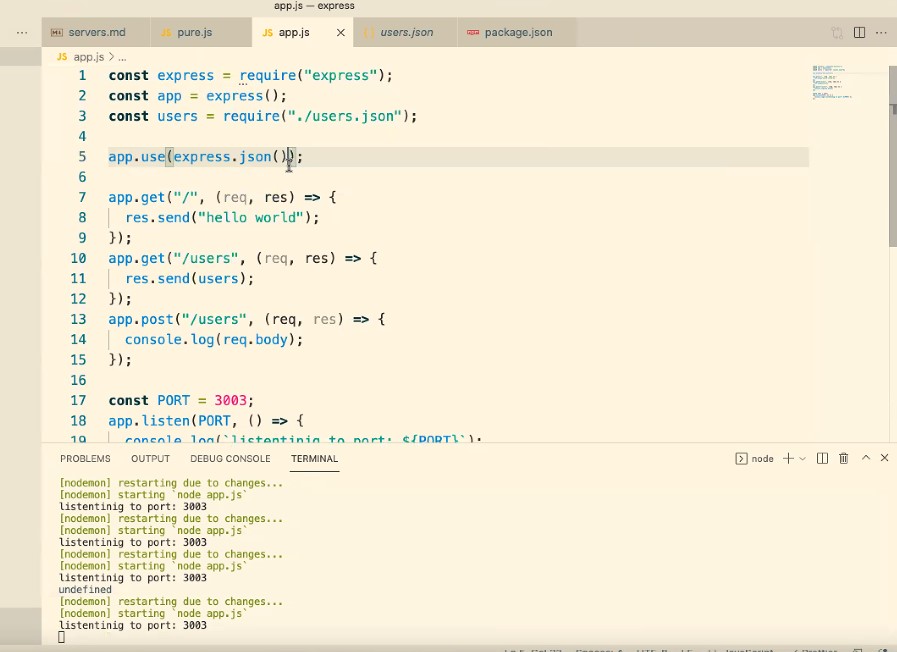 app.js — express
servers.md
JS pure.js
JS app.js
users.json
package.json
JS app.js > ...
1 const express = require("express");
2 const app = express();
3 const users = require("./users.json");
4
5 app.use(express.json());
6
7 app.get("/", (req, res) => {
8 res.send("hello world");
9 });
10 app.get("/users", (req, res) => {
11 res.send(users);
12 });
13 app.post("/users", (req, res) => {
14 console.log(req.body);
15 });
16
17 const PORT = 3003;
18 app.listen(PORT, () => {
19 console.log(`listentinig to port: ${PORT}`);
PROBLEMS OUTPUT DEBUG CONSOLE TERMINAL
node
[nodemon] restarting due to changes...
[nodemon] starting `node app.js`
listentinig to port: 3003
[nodemon] restarting due to changes...
[nodemon] starting `node app.js`
listentinig to port: 3003
[nodemon] restarting due to changes...
[nodemon] starting `node app.js`
listentinig to port: 3003
undefined
[nodemon] restarting due to changes...
[nodemon] starting `node app.js`
listentinig to port: 3003